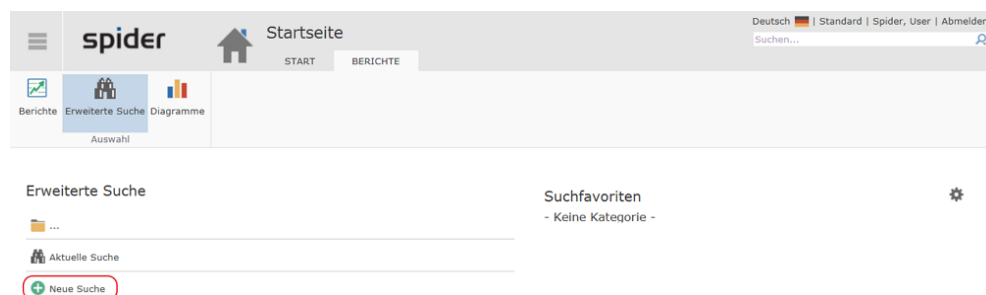 Deutsch | Standard | Spider, User | Abmelden
spider
Startseite
Suchen...
START BERICHTE
Berichte Erweiterte Suche Diagramme
Auswahl
Erweiterte Suche
Suchfavoriten
...
- Keine Kategorie -
Aktuelle Suche
Neue Suche